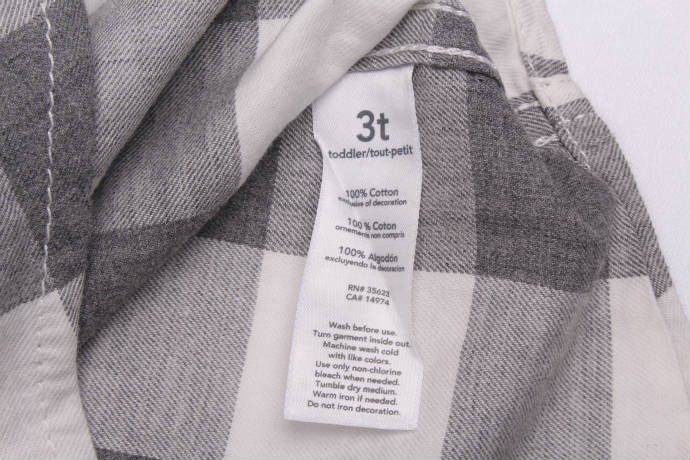 3t
toddler/tout-petit
100% Cotton
exclusive of decoration
100% Coton
ornements non compris
100% Algodón
excluyendo la decoracion
RN# 35623
CA# 14974
Wash before use.
Turn garment inside out.
Machine wash cold
with like colors.
Use only non-chlorine
bleach when needed.
Tumble dry medium.
Warm iron if needed.
Do not iron decoration.